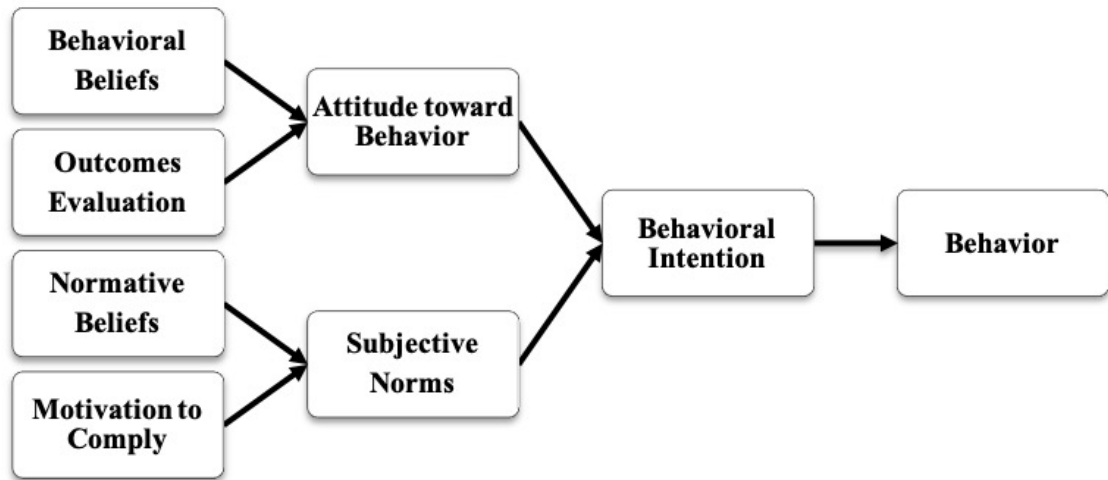 Behavioral
Beliefs
Outcomes
Evaluation
Normative
Beliefs
Motivation to
Comply
Attitude toward
Behavior
Subjective
Norms
Behavioral
Intention
Behavior